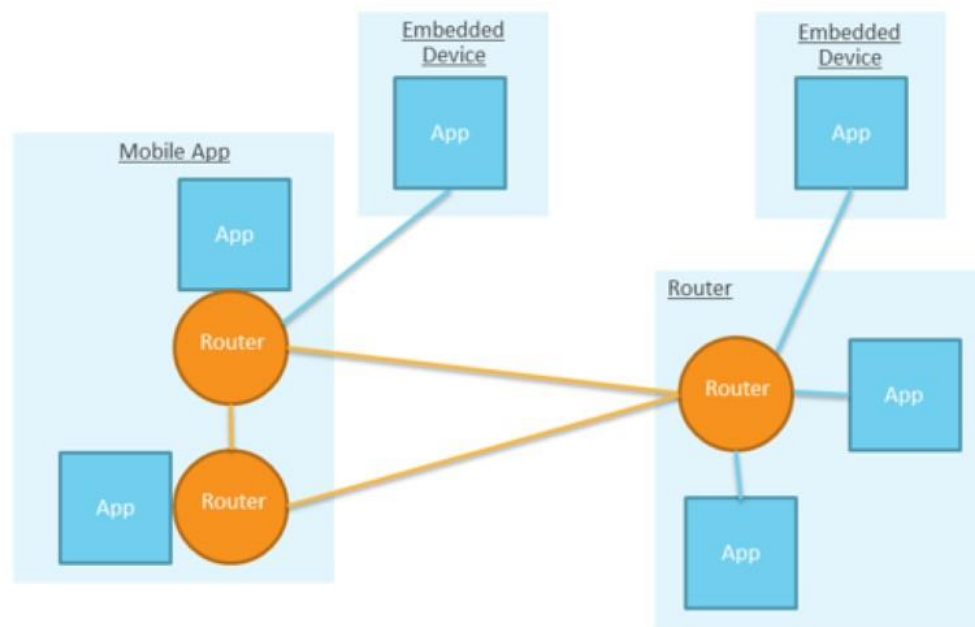 Embedded
Device
App
Embedded
Device
App
Mobile App
App
Router
App
Router
Router
Router
App
App